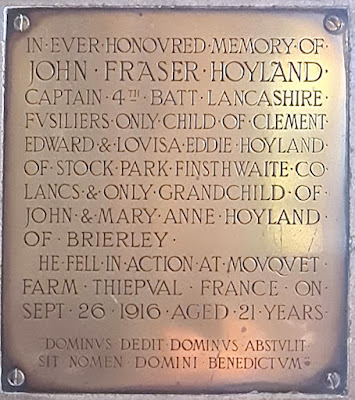 IN·EVER·HONOVRED·MEMORY·OF
JOHN·FRASER·HOYLAND·
CAPTAIN·4TH·BATT·LANCASHIRE·
FVSILIERS·ONLY·CHILD·OF·CLEMENT
EDWARD·&·LOVISA·EDDIE·HOYLAND
OF·STOCK·PARK·FINSTHWAITE·CO·
LANCS·&·ONLY·GRANDCHILD·OF·
JOHN·&·MARY·ANNE·HOYLAND·
OF·BRIERLEY·
HE·FELL·IN·ACTION·AT·MOVQVET
FARM·THIEPVAL·FRANCE·ON·
SEPT·26·1916·AGED·21·YEARS·
DOMINVS·DEDIT·DOMINVS·ABSTVLIT
SIT·NOMEN·DOMINI·BENEDICTVM